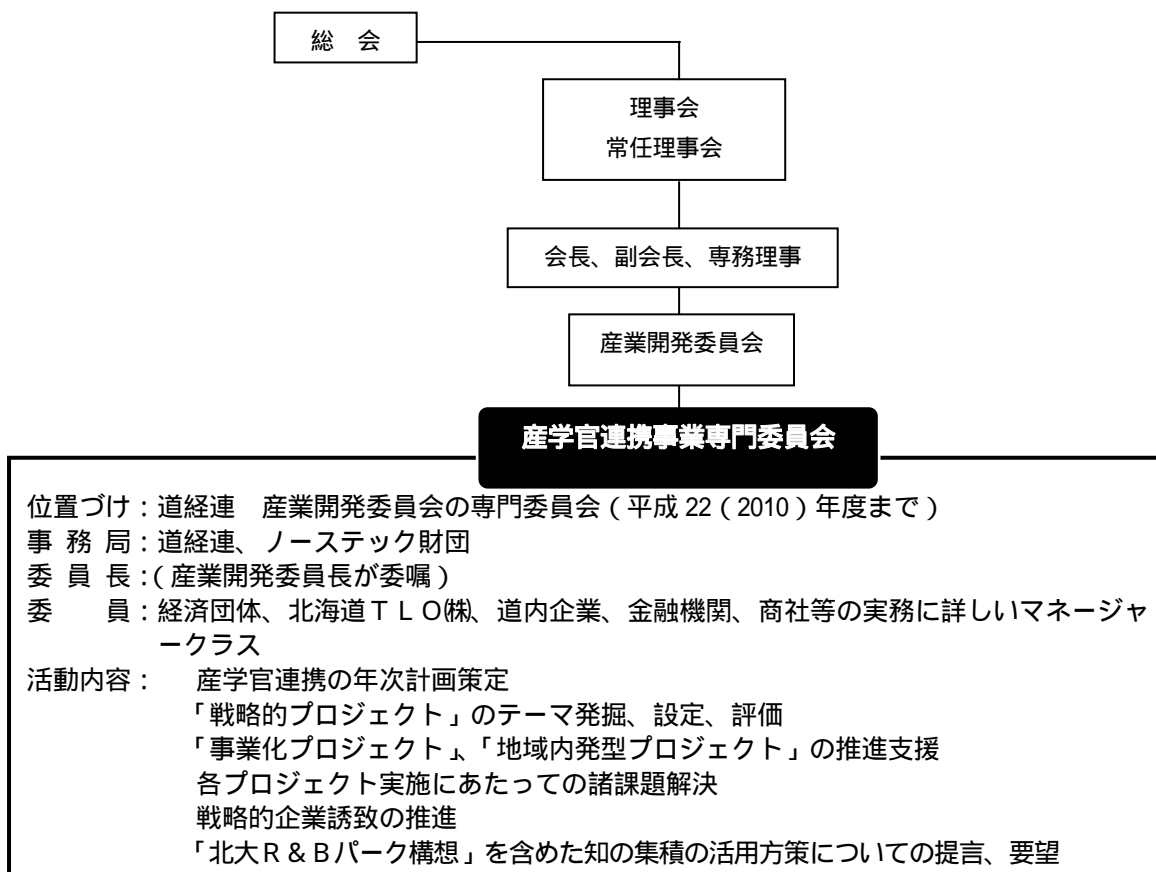 総　会
理事会
常任理事会
会長、副会長、専務理事
産業開発委員会
産学官連携事業専門委員会
位置づけ：道経連　産業開発委員会の専門委員会（平成 22（2010）年度まで）
事 務 局：道経連、ノーステック財団
委 員 長：（産業開発委員長が委嘱）
委　　員：経済団体、北海道ＴＬＯ㈱、道内企業、金融機関、商社等の実務に詳しいマネージャ
ークラス
活動内容：　産学官連携の年次計画策定
「戦略的プロジェクト」のテーマ発掘、設定、評価
「事業化プロジェクト」、「地域内発型プロジェクト」の推進支援
各プロジェクト実施にあたっての諸課題解決
戦略的企業誘致の推進
「北大Ｒ＆Ｂパーク構想」を含めた知の集積の活用方策についての提言、要望